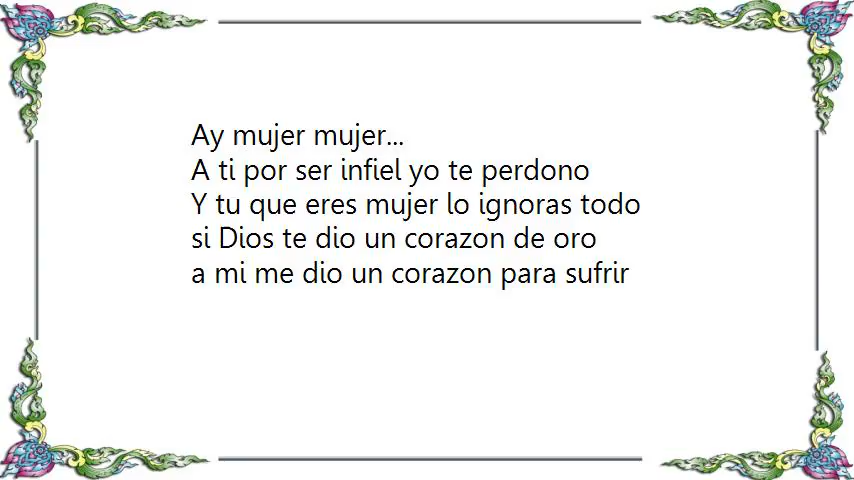 Ay mujer mujer...
A ti por ser infiel yo te perdono
Y tu que eres mujer lo ignoras todo
si Dios te dio un corazon de oro
a mi me dio un corazon para sufrir